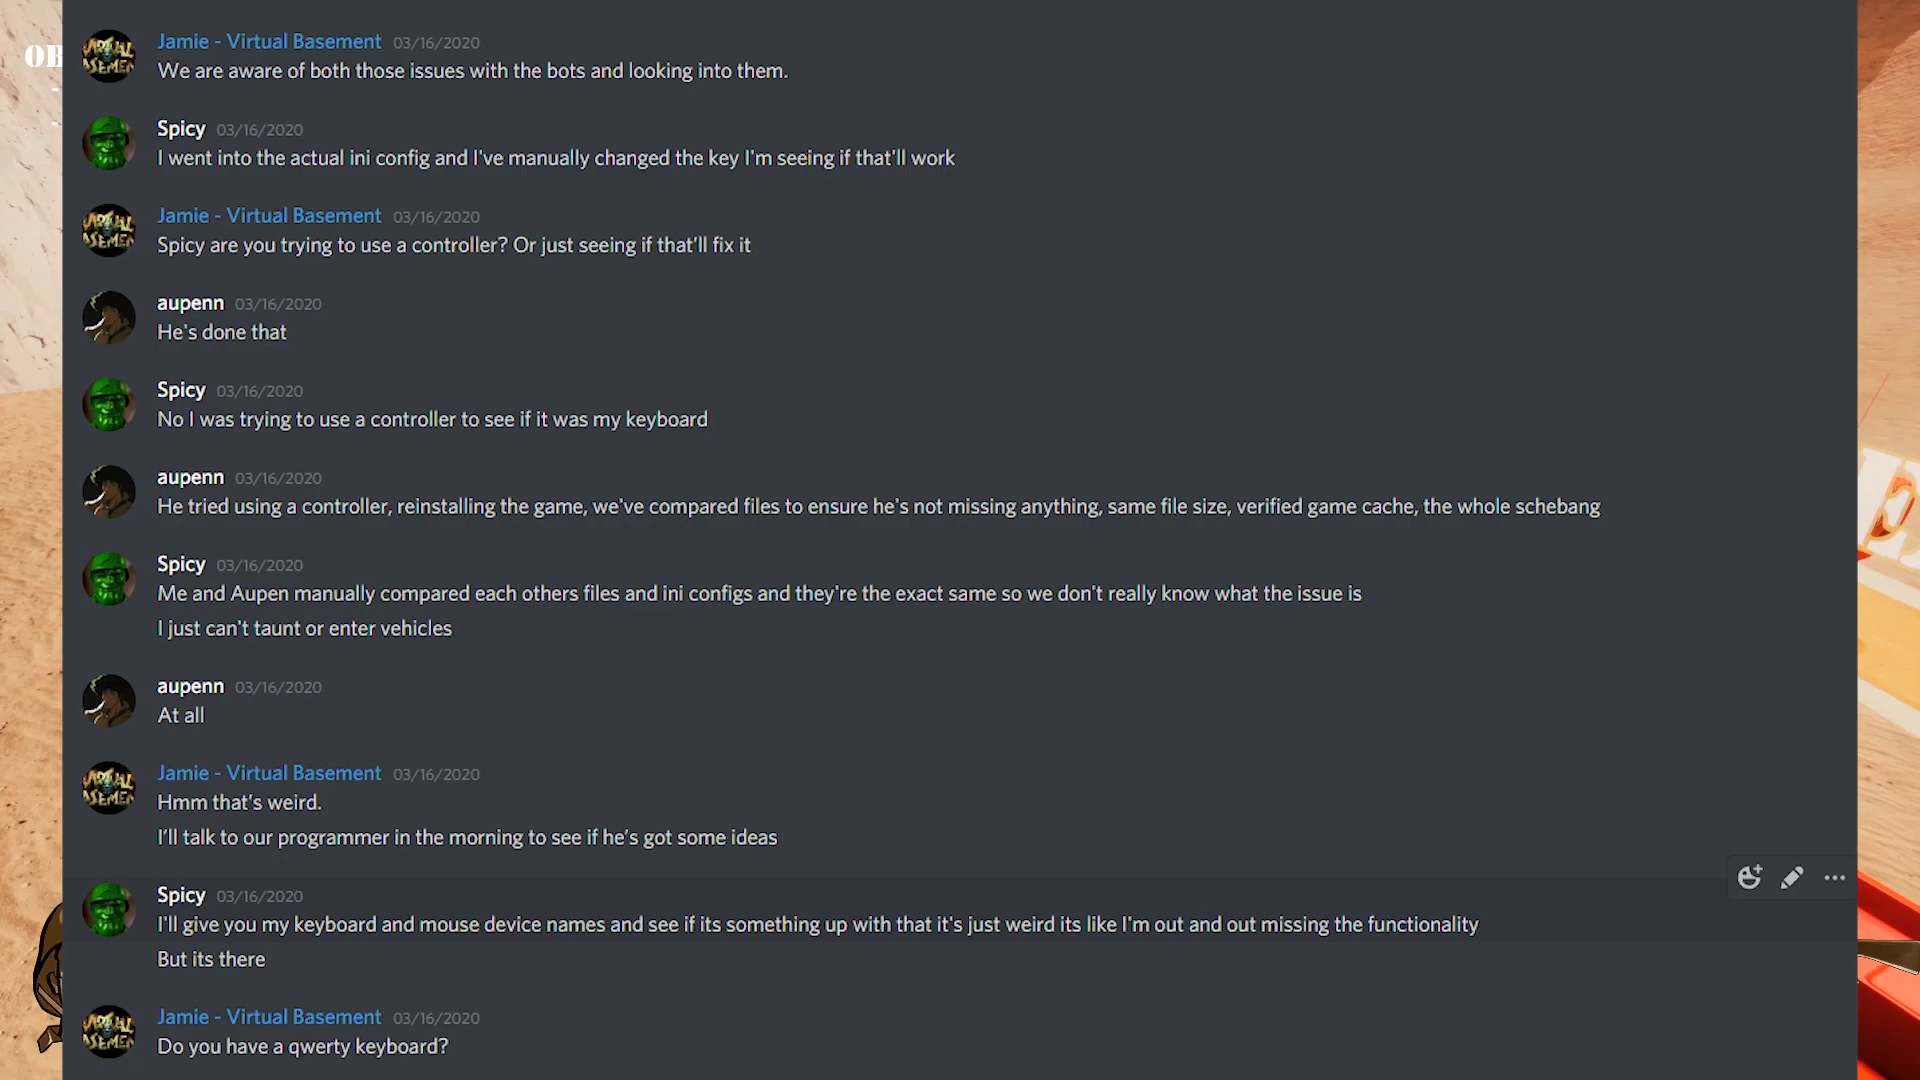 OB
Jamie - Virtual Basement 03/16/2020
We are aware of both those issues with the bots and looking into them.
Spicy 03/16/2020
I went into the actual ini config and I've manually changed the key I'm seeing if that'll work
Jamie - Virtual Basement 03/16/2020
Spicy are you trying to use a controller? Or just seeing if that'll fix it
aupenn 03/16/2020
He's done that
Spicy 03/16/2020
No I was trying to use a controller to see if it was my keyboard
aupenn 03/16/2020
He tried using a controller, reinstalling the game, we've compared files to ensure he's not missing anything, same file size, verified game cache, the whole schebang
Spicy 03/16/2020
Me and Aupen manually compared each others files and ini configs and they're the exact same so we don't really know what the issue is
I just can't taunt or enter vehicles
aupenn 03/16/2020
At all
Jamie - Virtual Basement 03/16/2020
Hmm that's weird.
I'll talk to our programmer in the morning to see if he's got some ideas
Spicy 03/16/2020
I'll give you my keyboard and mouse device names and see if its something up with that it's just weird its like I'm out and out missing the functionality
But its there
Jamie - Virtual Basement 03/16/2020
Do you have a qwerty keyboard?